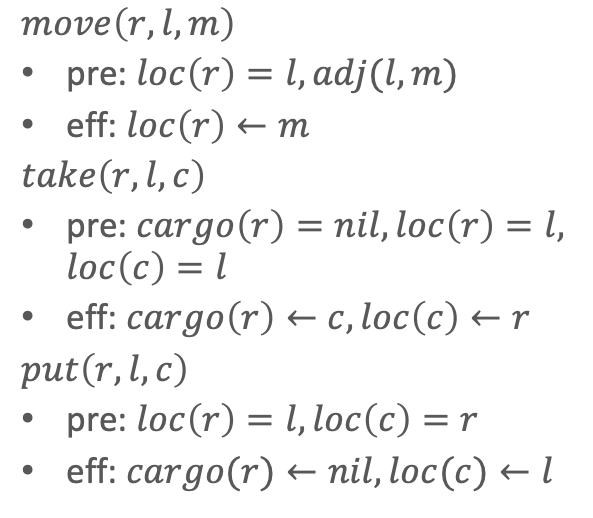 move(r, l, m)
• pre: loc(r) = l, adj(l, m)
• eff: loc(r) ← m
take(r, l, c)
• pre: cargo(r) = nil, loc(r) = l,
loc(c) = l
• eff: cargo(r) ← c, loc(c) ← r
put(r, l, c)
• pre: loc(r) = l, loc(c) = r
• eff: cargo(r) ← nil, loc(c) ← l